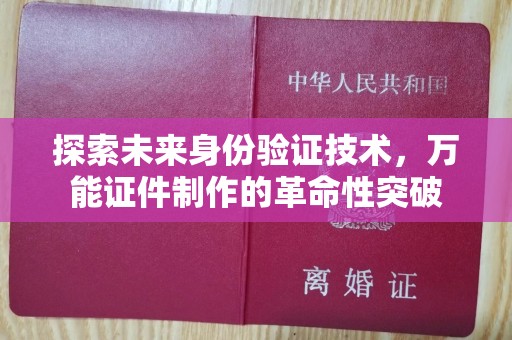 中华人民共和国
探索未来身份验证技术，万
能证件制作的革命性突破
离婚证